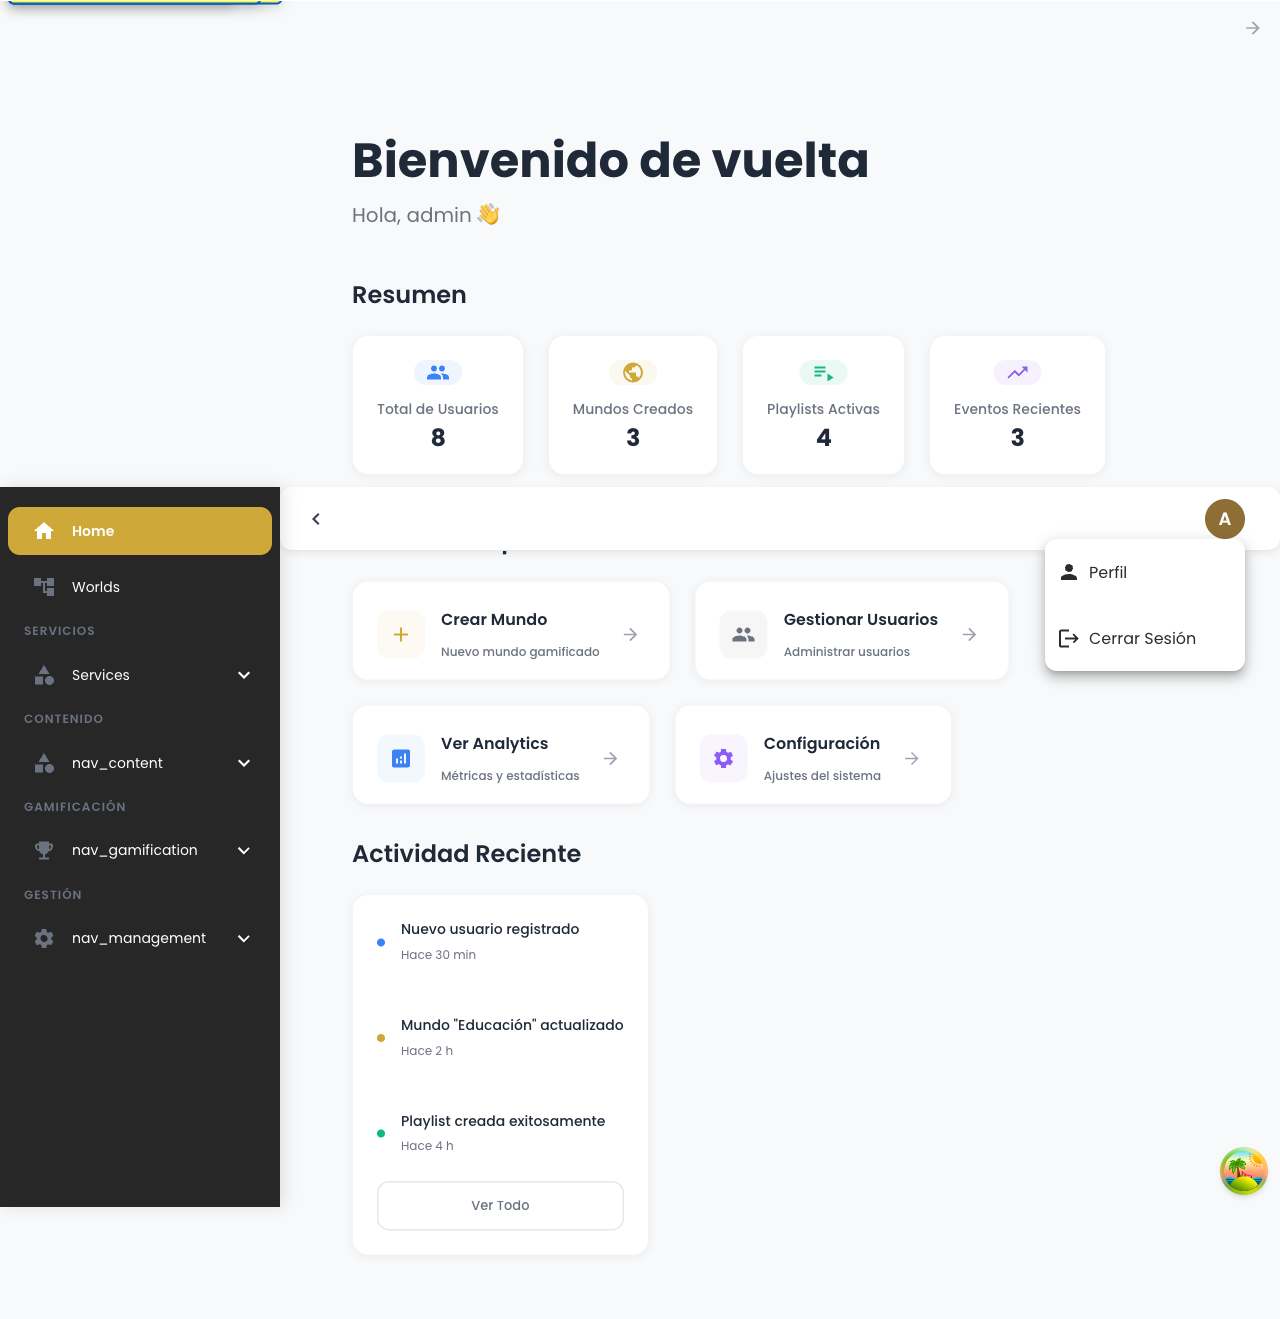 Bienvenido de vuelta
Hola, admin 👋
Resumen
Total de Usuarios
8
Mundos Creados
3
Playlists Activas
4
Eventos Recientes
3
Home
Worlds
SERVICIOS
Services
CONTENIDO
nav_content
GAMIFICACIÓN
nav_gamification
GESTIÓN
nav_management
A
Perfil
Cerrar Sesión
Crear Mundo
Nuevo mundo gamificado
Gestionar Usuarios
Administrar usuarios
Ver Analytics
Métricas y estadísticas
Configuración
Ajustes del sistema
Actividad Reciente
Nuevo usuario registrado
Hace 30 min
Mundo "Educación" actualizado
Hace 2 h
Playlist creada exitosamente
Hace 4 h
Ver Todo